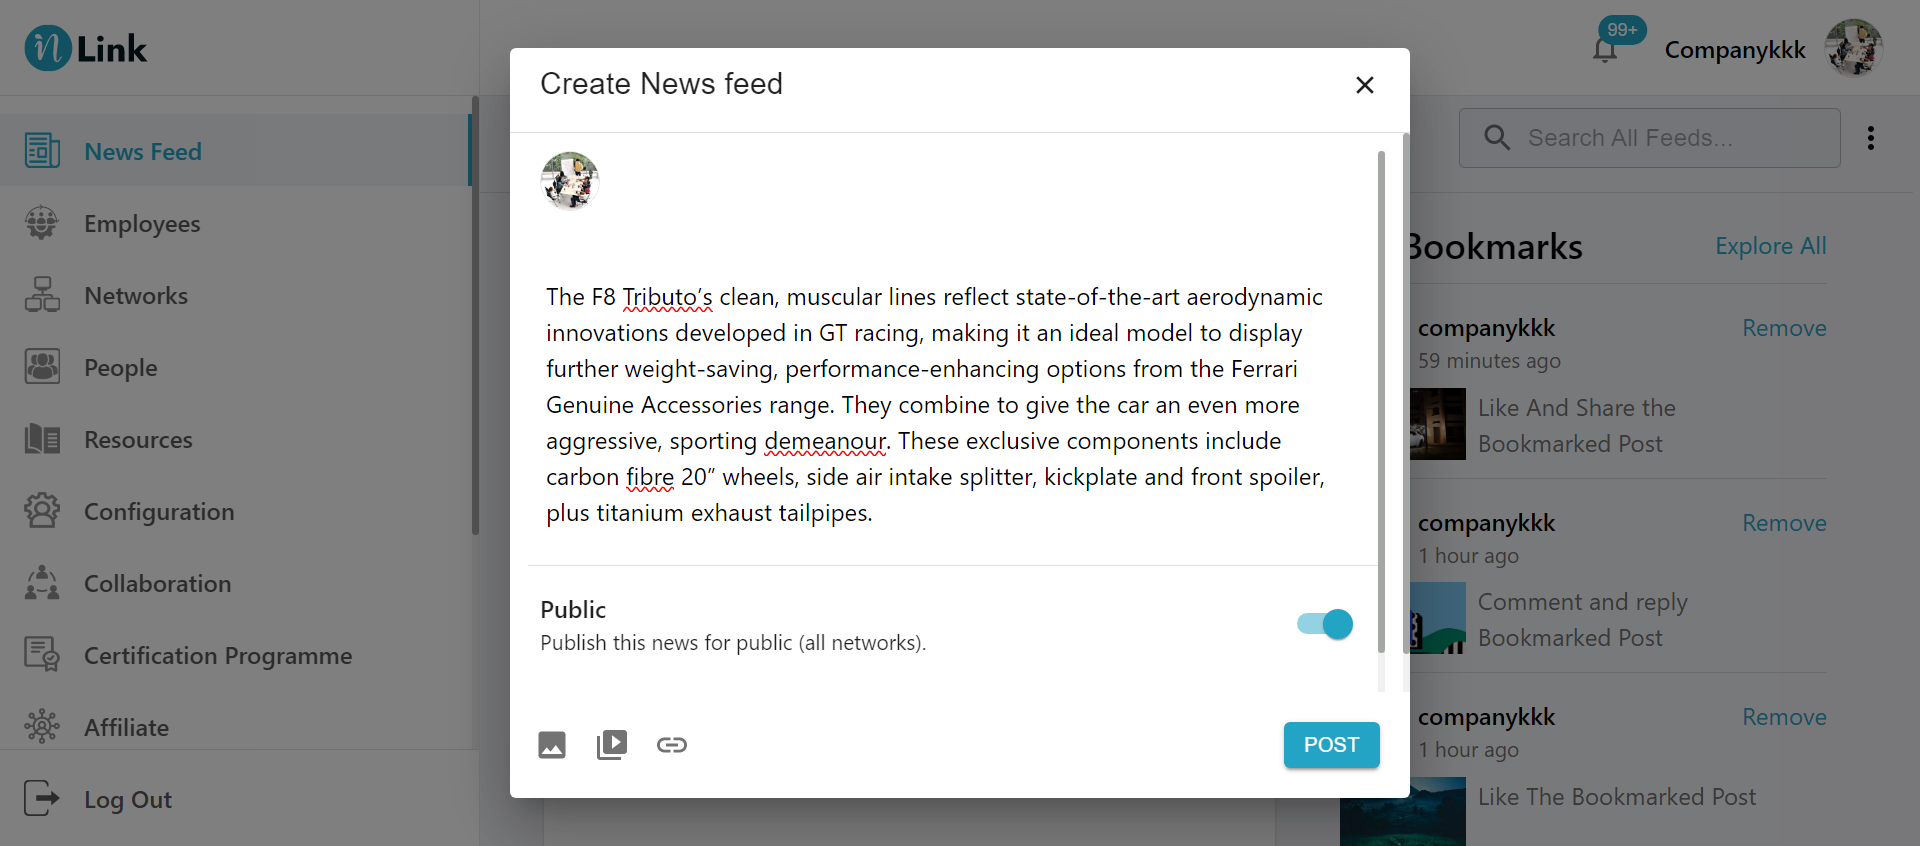 n Link
99+
Companykkk
Create News feed
Search All Feeds...
News Feed
Employees
Networks
People
Resources
Configuration
Collaboration
Certification Programme
Affiliate
Log Out
The F8 Tributo’s clean, muscular lines reflect state-of-the-art aerodynamic
innovations developed in GT racing, making it an ideal model to display
further weight-saving, performance-enhancing options from the Ferrari
Genuine Accessories range. They combine to give the car an even more
aggressive, sporting demeanour. These exclusive components include
carbon fibre 20” wheels, side air intake splitter, kickplate and front spoiler,
plus titanium exhaust tailpipes.
Public
Publish this news for public (all networks).
POST
Bookmarks
Explore All
companykkk
Remove
59 minutes ago
Like And Share the
Bookmarked Post
companykkk
Remove
1 hour ago
Comment and reply
Bookmarked Post
companykkk
Remove
1 hour ago
Like The Bookmarked Post